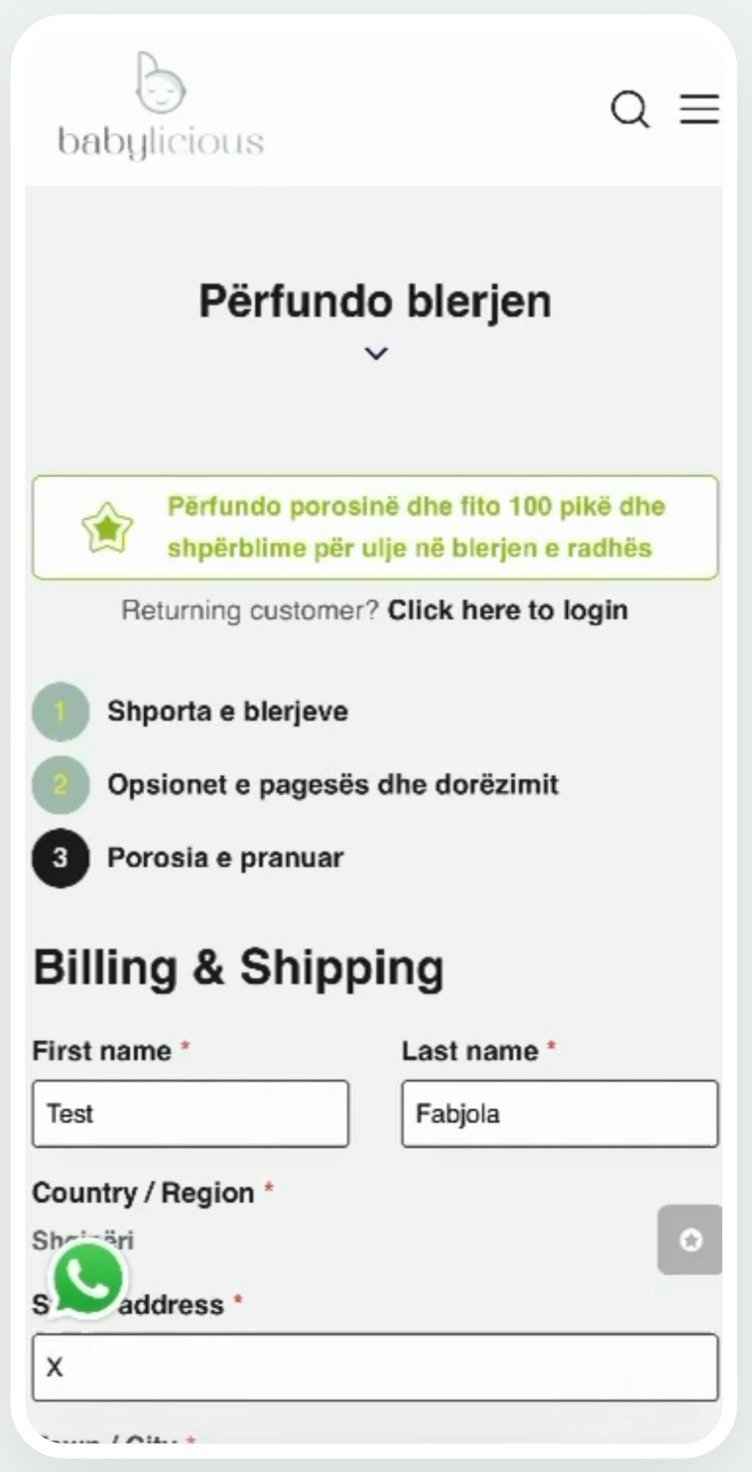 babylicious
Përfundo blerjen
Përfundo porosinë dhe fito 100 pikë dhe
shpërblime për ulje në blerjen e radhës
Returning customer? Click here to login
1 Shporta e blerjeve
2 Opsionet e pagesës dhe dorëzimit
3 Porosia e pranuar
Billing & Shipping
First name * Last name *
Test Fabjola
Country / Region *
address *
X